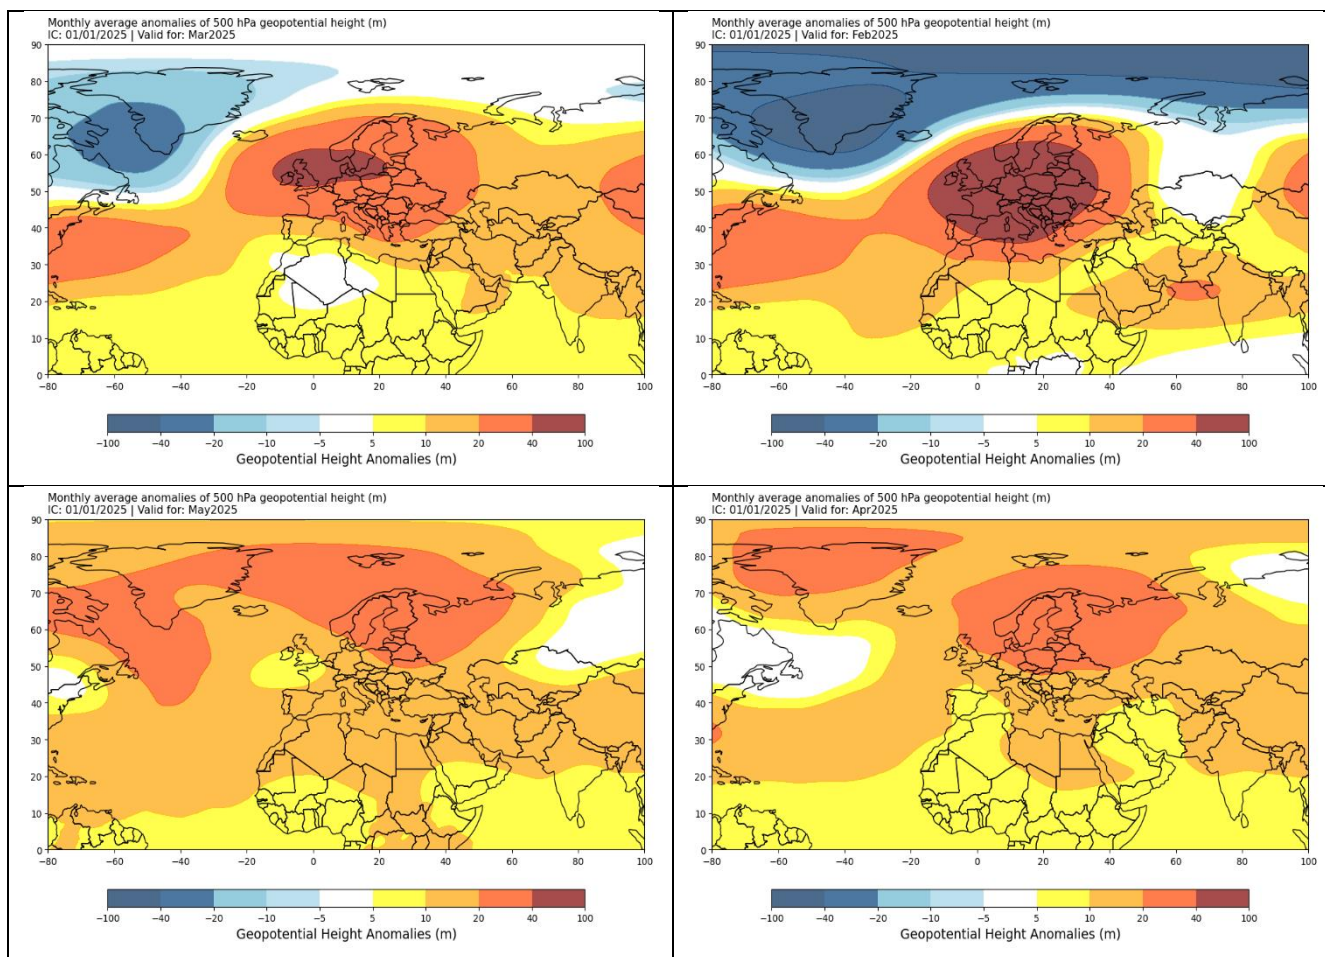 Monthly average anomalies of 500 hPa geopotential height (m)
IC: 01/01/2025 | Valid for: Mar2025
90
80
70
60
50
40
30
20
10
0
−80 −60 −40 −20 0 20 40 60 80 100
−100 −40 −20 −10 −5 5 10 20 40 100
Geopotential Height Anomalies (m)
Monthly average anomalies of 500 hPa geopotential height (m)
IC: 01/01/2025 | Valid for: Feb2025
90
80
70
60
50
40
30
20
10
0
−80 −60 −40 −20 0 20 40 60 80 100
−100 −40 −20 −10 −5 5 10 20 40 100
Geopotential Height Anomalies (m)
Monthly average anomalies of 500 hPa geopotential height (m)
IC: 01/01/2025 | Valid for: May2025
90
80
70
60
50
40
30
20
10
0
−80 −60 −40 −20 0 20 40 60 80 100
−100 −40 −20 −10 −5 5 10 20 40 100
Geopotential Height Anomalies (m)
Monthly average anomalies of 500 hPa geopotential height (m)
IC: 01/01/2025 | Valid for: Apr2025
90
80
70
60
50
40
30
20
10
0
−80 −60 −40 −20 0 20 40 60 80 100
−100 −40 −20 −10 −5 5 10 20 40 100
Geopotential Height Anomalies (m)